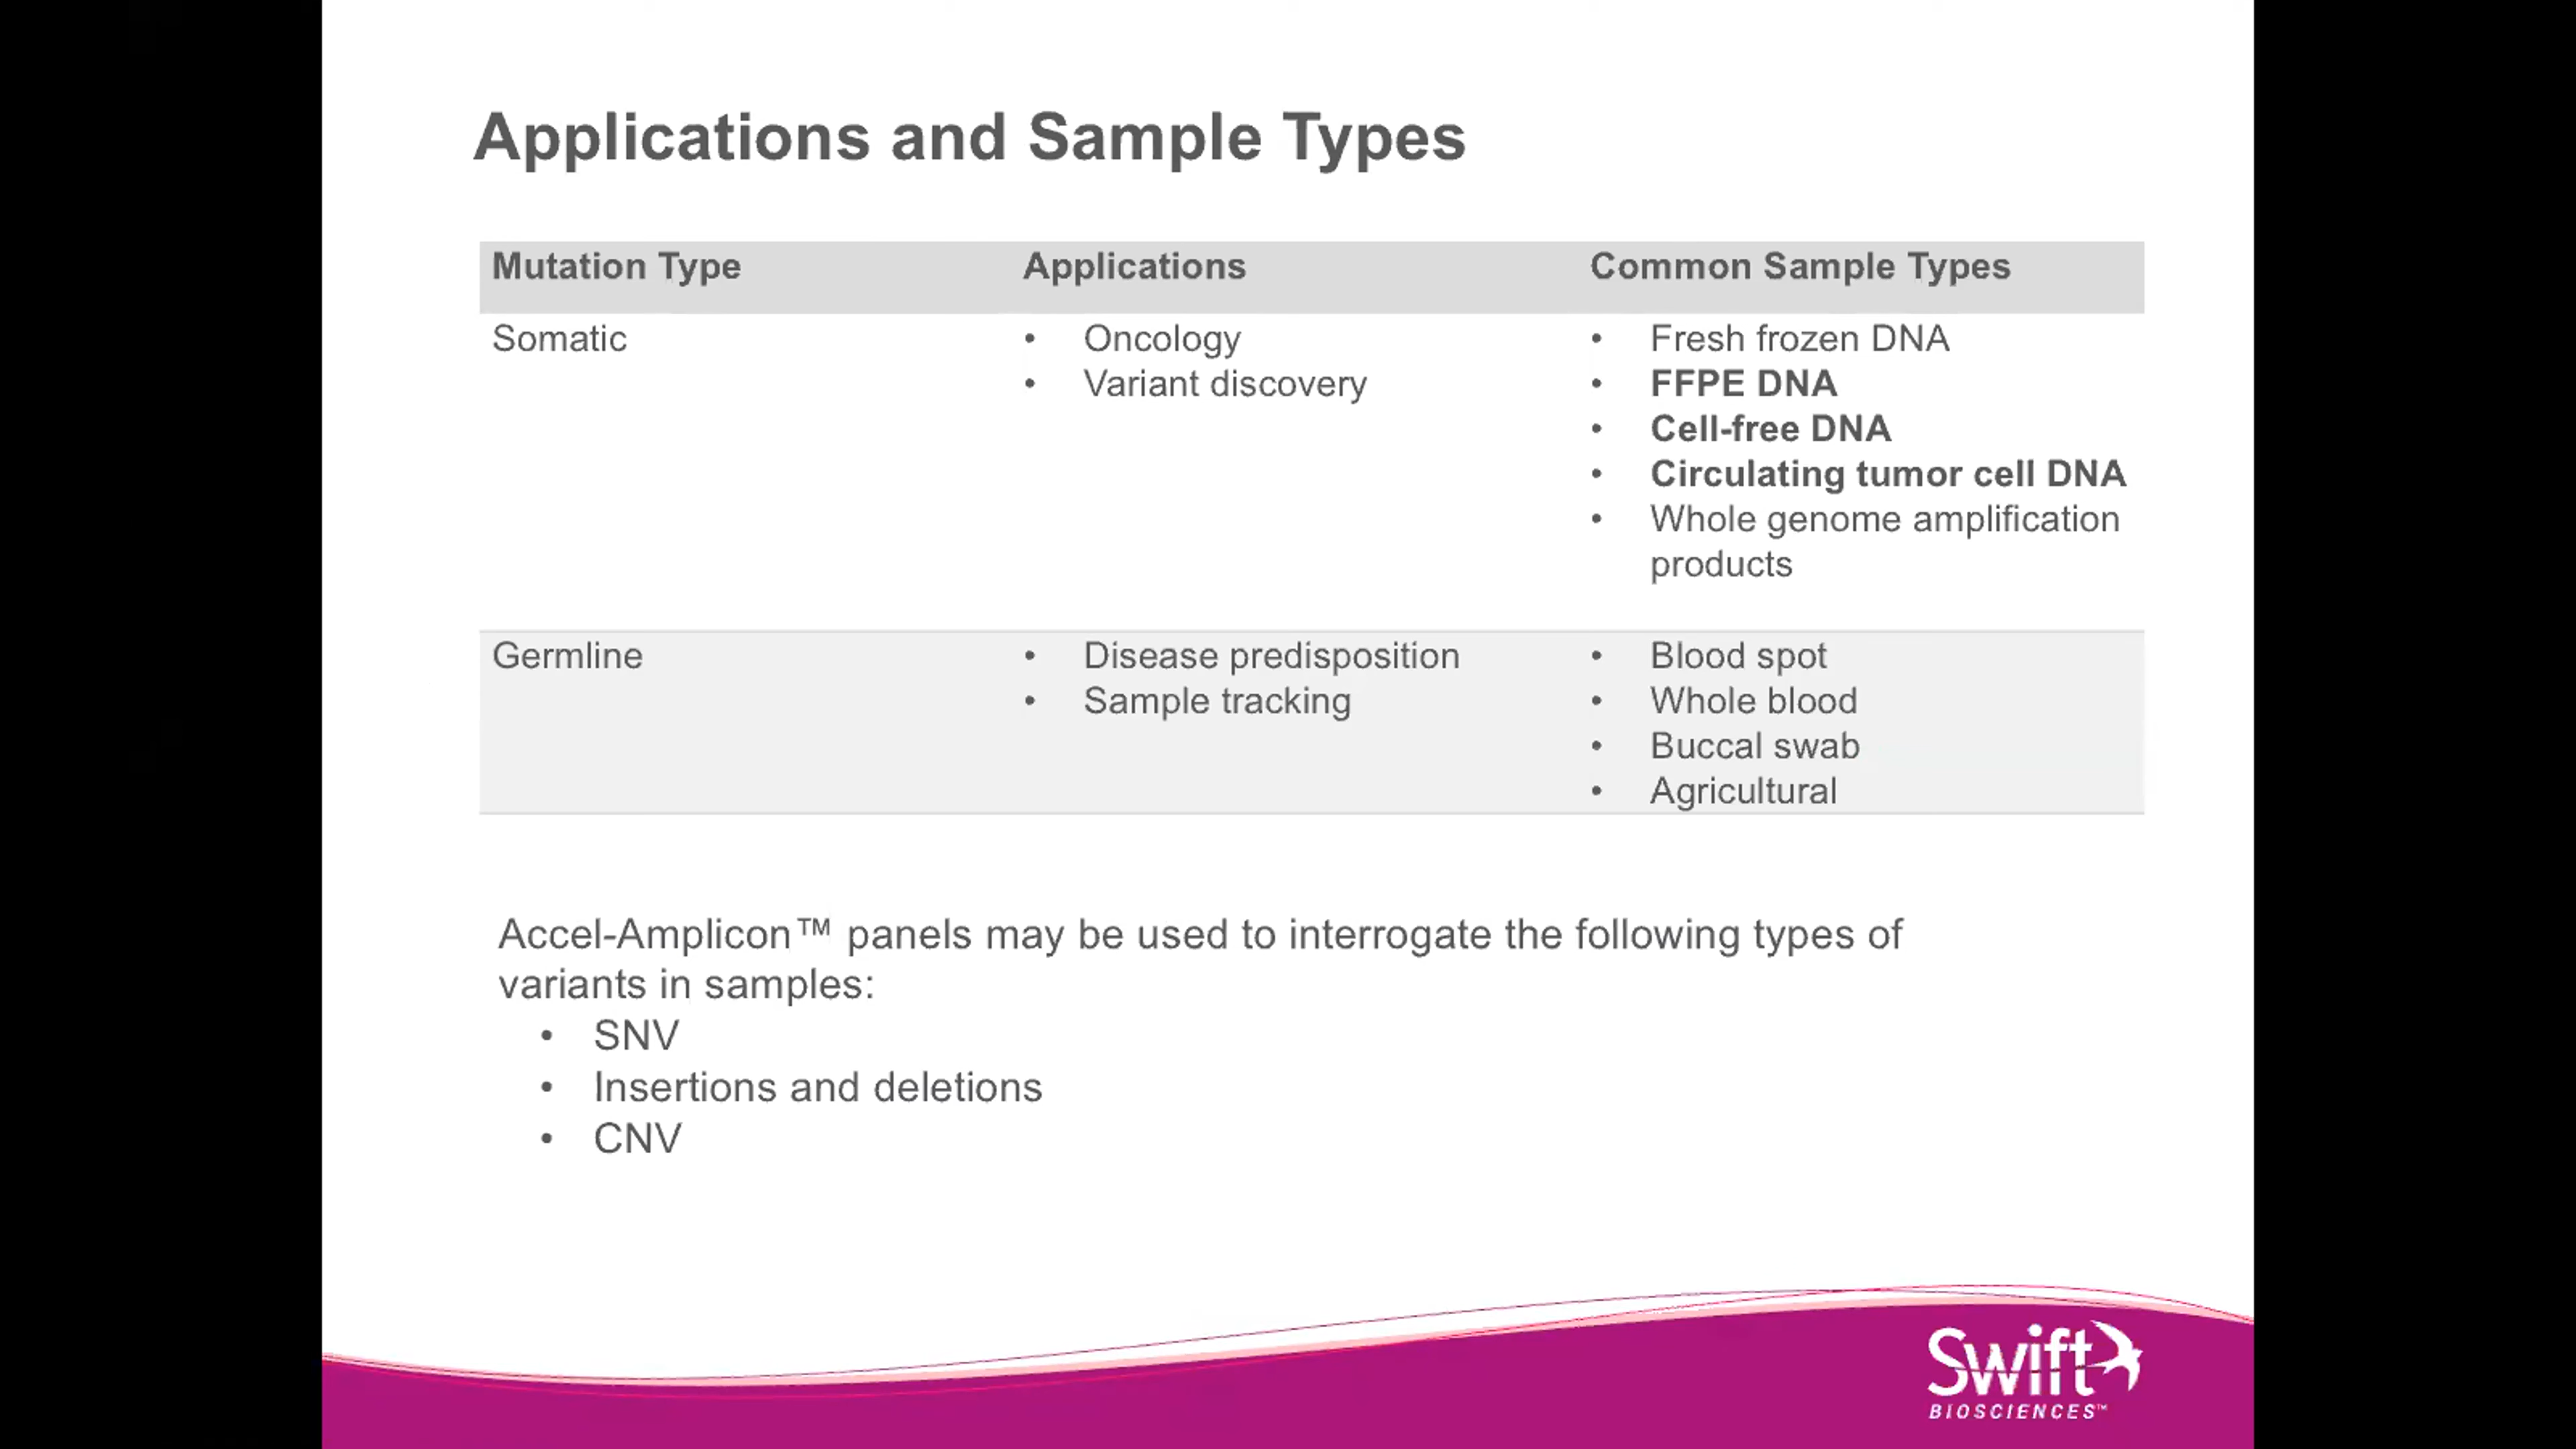 Applications and Sample Types
Mutation Type
Applications
Common Sample Types
Somatic
• Oncology
• Variant discovery
• Fresh frozen DNA
• FFPE DNA
• Cell-free DNA
• Circulating tumor cell DNA
• Whole genome amplification
products
Germline
• Disease predisposition
• Sample tracking
• Blood spot
• Whole blood
• Buccal swab
• Agricultural
Accel-Amplicon™ panels may be used to interrogate the following types of
variants in samples:
• SNV
• Insertions and deletions
• CNV
Swift
BIOSCIENCES™